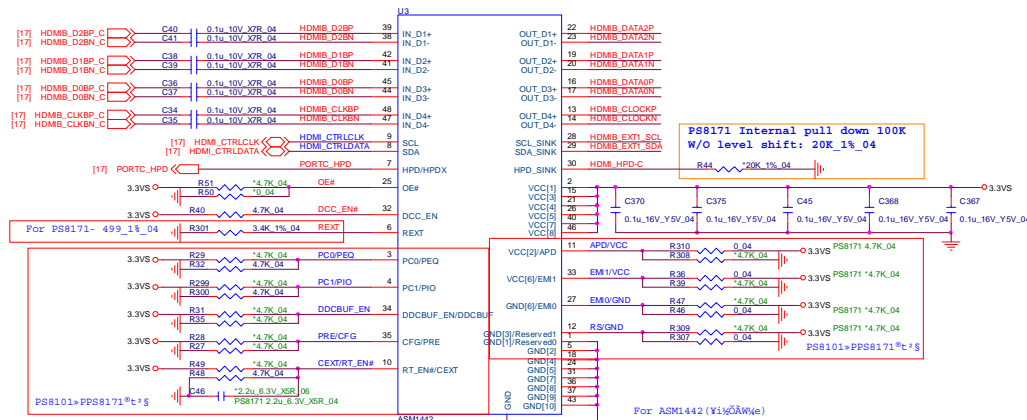 U3
[17] HDMIB_D2BP_C C40 0.1u_10V_X7R_04 HDMIB_D2BP 39 IN_D1+
[17] HDMIB_D2BN_C C41 0.1u_10V_X7R_04 HDMIB_D2BN 38 IN_D1-
[17] HDMIB_D1BP_C C38 0.1u_10V_X7R_04 HDMIB_D1BP 42 IN_D2+
[17] HDMIB_D1BN_C C39 0.1u_10V_X7R_04 HDMIB_D1BN 41 IN_D2-
[17] HDMIB_D0BP_C C36 0.1u_10V_X7R_04 HDMIB_D0BP 45 IN_D3+
[17] HDMIB_D0BN_C C37 0.1u_10V_X7R_04 HDMIB_D0BN 44 IN_D3-
[17] HDMIB_CLKBP_C C34 0.1u_10V_X7R_04 HDMIB_CLKBP 48 IN_D4+
[17] HDMIB_CLKBN_C C35 0.1u_10V_X7R_04 HDMIB_CLKBN 47 IN_D4-
[17] HDMI_CTRLCLK HDMI_CTRLCLK 9 SCL
[17] HDMI_CTRLDATA HDMI_CTRLDATA 8 SDA
[17] PORTC_HPD 7 HPD/HPDX
3.3VS R51 *4.7K_04 OE# 25 OE#
R50 *0_04
3.3VS R40 4.7K_04 DCC_EN# 32 DCC_EN
For PS8171- 499_1%_04 R301 3.4K_1%_04 REXT 6 REXT
3.3VS R29 *4.7K_04 PC0/PEQ 3 PC0/PEQ
R32 4.7K_04
3.3VS R299 *4.7K_04 PC1/PIO 4 PC1/PIO
R300 4.7K_04
3.3VS R31 *4.7K_04 DDCBUF_EN 34 DDCBUF_EN/DDCBUF
R35 *4.7K_04
3.3VS R28 *4.7K_04 PRE/CFG 35 CFG/PRE
R27 *4.7K_04
3.3VS R49 *4.7K_04 CEXT/RT_EN# 10 RT_EN#/CEXT
R48 4.7K_04
C46 *2.2u_6.3V_X5R_06
PS8171 2.2u_6.3V_X5R_04
PS8101»PPS8171®t²§
ASM1442
OUT_D1+ 22 HDMIB_DATA2P
OUT_D1- 23 HDMIB_DATA2N
OUT_D2+ 19 HDMIB_DATA1P
OUT_D2- 20 HDMIB_DATA1N
OUT_D3+ 16 HDMIB_DATA0P
OUT_D3- 17 HDMIB_DATA0N
OUT_D4+ 13 HDMIB_CLOCKP
OUT_D4- 14 HDMIB_CLOCKN
SCL_SINK 28 HDMIB_EXT1_SCL
SDA_SINK 29 HDMIB_EXT1_SDA
HPD_SINK 30 HDMI_HPD-C R44 *20K_1%_04
PS8171 Internal pull down 100K
W/O level shift: 20K_1%_04
VCC[1] 2 3.3VS
VCC[3] 15
VCC[4] 21
VCC[5] 26
VCC[7] 40
VCC[8] 46
C370 C375 C45 C368 C367
0.1u_16V_Y5V_04 0.1u_16V_Y5V_04 0.1u_16V_Y5V_04 0.1u_16V_Y5V_04 0.1u_16V_Y5V_04
VCC[2]/APD 11 APD/VCC R310 0_04 3.3VS PS8171 4.7K_04
R308 *4.7K_04
VCC[6]/EMI1 33 EMI1/VCC R36 0_04 3.3VS
R39 *4.7K_04 PS8171 *4.7K_04
GND[6]/EMI0 27 EMI0/GND R47 *4.7K_04 3.3VS
R46 0_04 PS8171 *4.7K_04
GND[3]/Reserved1 12 RS/GND R309 *4.7K_04 3.3VS
R307 0_04 PS8171 *4.7K_04
GND[1]/Reserved0 1
GND[2] 5
GND[4] 18
GND[5] 24
GND[7] 31
GND[8] 36
GND[9] 37
GND[10] 43
PS8101»PPS8171®t²§
GND